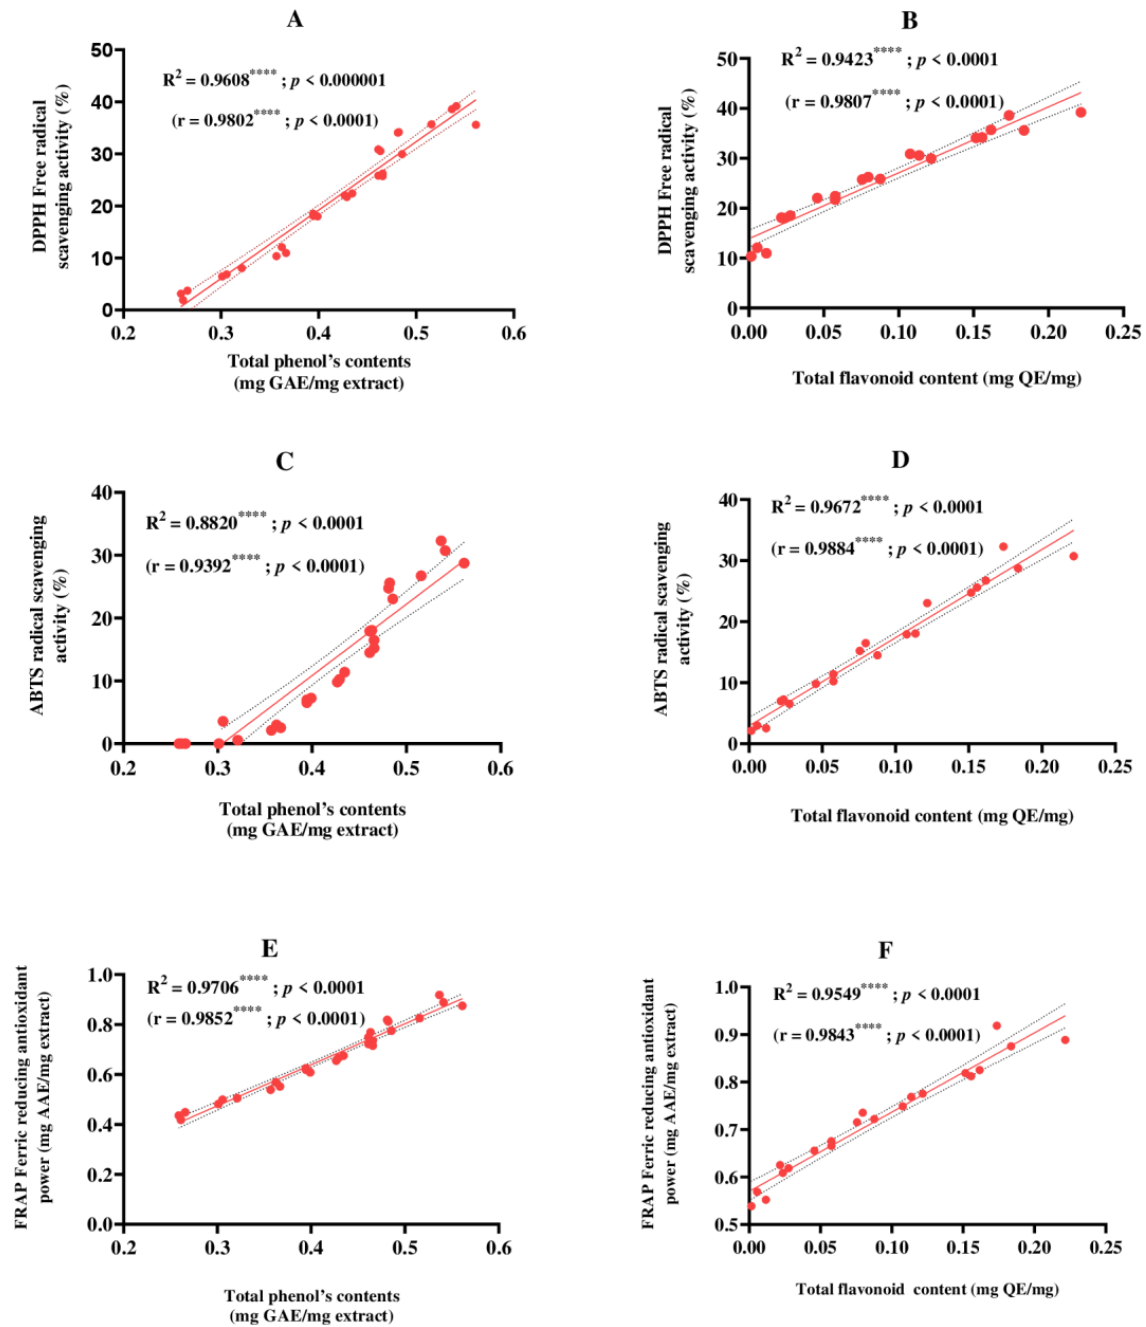 A
R² = 0.9608**** ; p < 0.000001
(r = 0.9802**** ; p < 0.0001)
DPPH Free radical
scavenging activity (%)
50
40
30
20
10
0
0.2 0.3 0.4 0.5 0.6
Total phenol's contents
(mg GAE/mg extract)
B
R² = 0.9423**** ; p < 0.0001
(r = 0.9807**** ; p < 0.0001)
DPPH Free radical
scavenging activity (%)
50
40
30
20
10
0
0.00 0.05 0.10 0.15 0.20 0.25
Total flavonoid content (mg QE/mg)
C
R² = 0.8820**** ; p < 0.0001
(r = 0.9392**** ; p < 0.0001)
ABTS radical scavenging
activity (%)
40
30
20
10
0
0.2 0.3 0.4 0.5 0.6
Total phenol's contents
(mg GAE/mg extract)
D
R² = 0.9672**** ; p < 0.0001
(r = 0.9884**** ; p < 0.0001)
ABTS radical scavenging
activity (%)
40
30
20
10
0
0.00 0.05 0.10 0.15 0.20 0.25
Total flavonoid content (mg QE/mg)
E
R² = 0.9706**** ; p < 0.0001
(r = 0.9852**** ; p < 0.0001)
FRAP Ferric reducing antioxidant
power (mg AAE/mg extract)
1.0
0.8
0.6
0.4
0.2
0.0
0.2 0.3 0.4 0.5 0.6
Total phenol's contents
(mg GAE/mg extract)
F
R² = 0.9549**** ; p < 0.0001
(r = 0.9843**** ; p < 0.0001)
FRAP Ferric reducing antioxidant
power (mg AAE/mg extract)
1.0
0.9
0.8
0.7
0.6
0.5
0.00 0.05 0.10 0.15 0.20 0.25
Total flavonoid content (mg QE/mg)